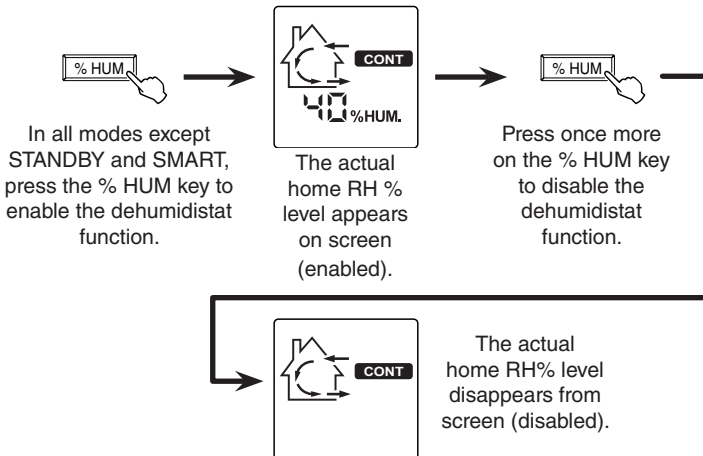 % HUM
In all modes except
STANDBY and SMART,
press the % HUM key to
enable the dehumidistat
function.
CONT
40 %HUM.
The actual
home RH %
level appears
on screen
(enabled).
% HUM
Press once more
on the % HUM key
to disable the
dehumidistat
function.
CONT
The actual
home RH% level
disappears from
screen (disabled).